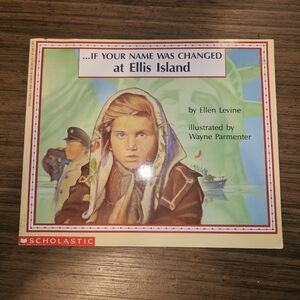 ...IF YOUR NAME WAS CHANGED
at Ellis Island
by Ellen Levine
illustrated by
Wayne Parmenter
SCHOLASTIC